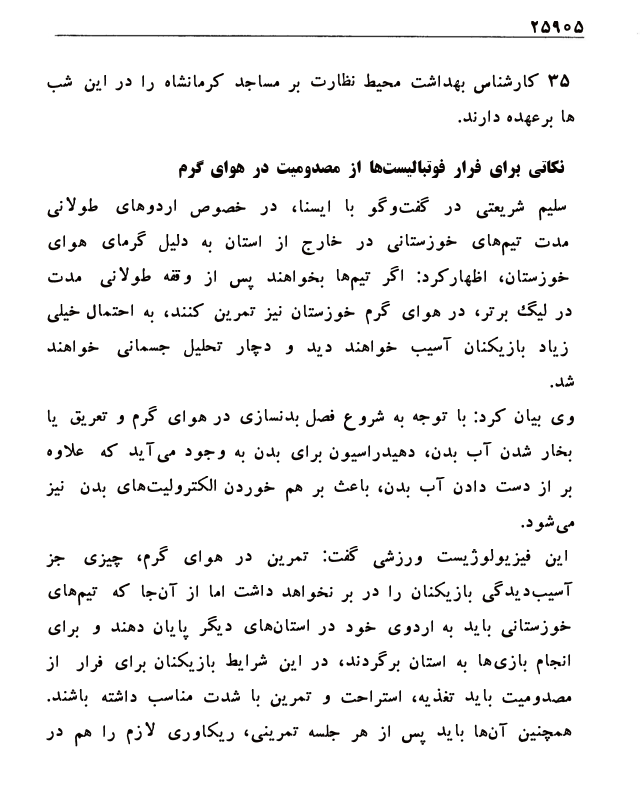 ۲۵۹۰۵
۳۵ کارشناس بهداشت محیط نظارت بر مساجد کرمانشاه را در این شب
ها برعهده دارند.
نکاتی برای فرار فوتبالیست‌ها از مصدومیت در هوای گرم
سلیم شریعتی در گفت‌وگو با ایسنا، در خصوص اردوهای طولانی
مدت تیم‌های خوزستانی در خارج از استان به دلیل گرمای هوای
خوزستان، اظهارکرد: اگر تیم‌ها بخواهند پس از وقفه طولانی مدت
در لیگ برتر، در هوای گرم خوزستان نیز تمرین کنند، به احتمال خیلی
زیاد بازیکنان آسیب خواهند دید و دچار تحلیل جسمانی خواهند
شد.
وی بیان کرد: با توجه به شروع فصل بدنسازی در هوای گرم و تعریق یا
بخار شدن آب بدن، دهیدراسیون برای بدن به وجود می‌آید که علاوه
بر از دست دادن آب بدن، باعث بر هم خوردن الکترولیت‌های بدن نیز
می‌شود.
این فیزیولوژیست ورزشی گفت: تمرین در هوای گرم، چیزی جز
آسیب‌دیدگی بازیکنان را در بر نخواهد داشت اما از آن‌جا که تیم‌های
خوزستانی باید به اردوی خود در استان‌های دیگر پایان دهند و برای
انجام بازی‌ها به استان برگردند، در این شرایط بازیکنان برای فرار از
مصدومیت باید تغذیه، استراحت و تمرین با شدت مناسب داشته باشند.
همچنین آن‌ها باید پس از هر جلسه تمرینی، ریکاوری لازم را هم در